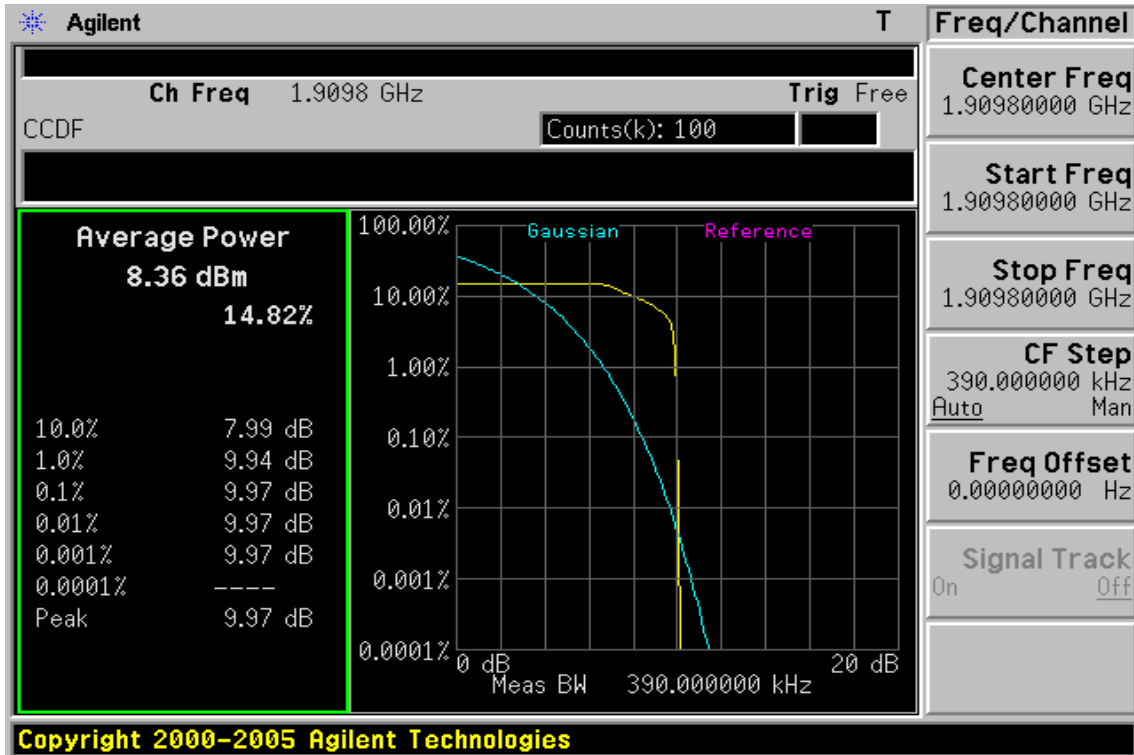 Agilent
T
Freq/Channel
Ch Freq 1.9098 GHz
Trig Free
CCDF
Counts(k): 100
Average Power
8.36 dBm
14.82%
10.0% 7.99 dB
1.0% 9.94 dB
0.1% 9.97 dB
0.01% 9.97 dB
0.001% 9.97 dB
0.0001% ----
Peak 9.97 dB
Gaussian
Reference
100.00%
10.00%
1.00%
0.10%
0.01%
0.001%
0.0001%
0 dB
20 dB
Meas BW 390.000000 kHz
Center Freq
1.90980000 GHz
Start Freq
1.90980000 GHz
Stop Freq
1.90980000 GHz
CF Step
390.000000 kHz
Auto Man
Freq Offset
0.00000000 Hz
Signal Track
On Off
Copyright 2000-2005 Agilent Technologies